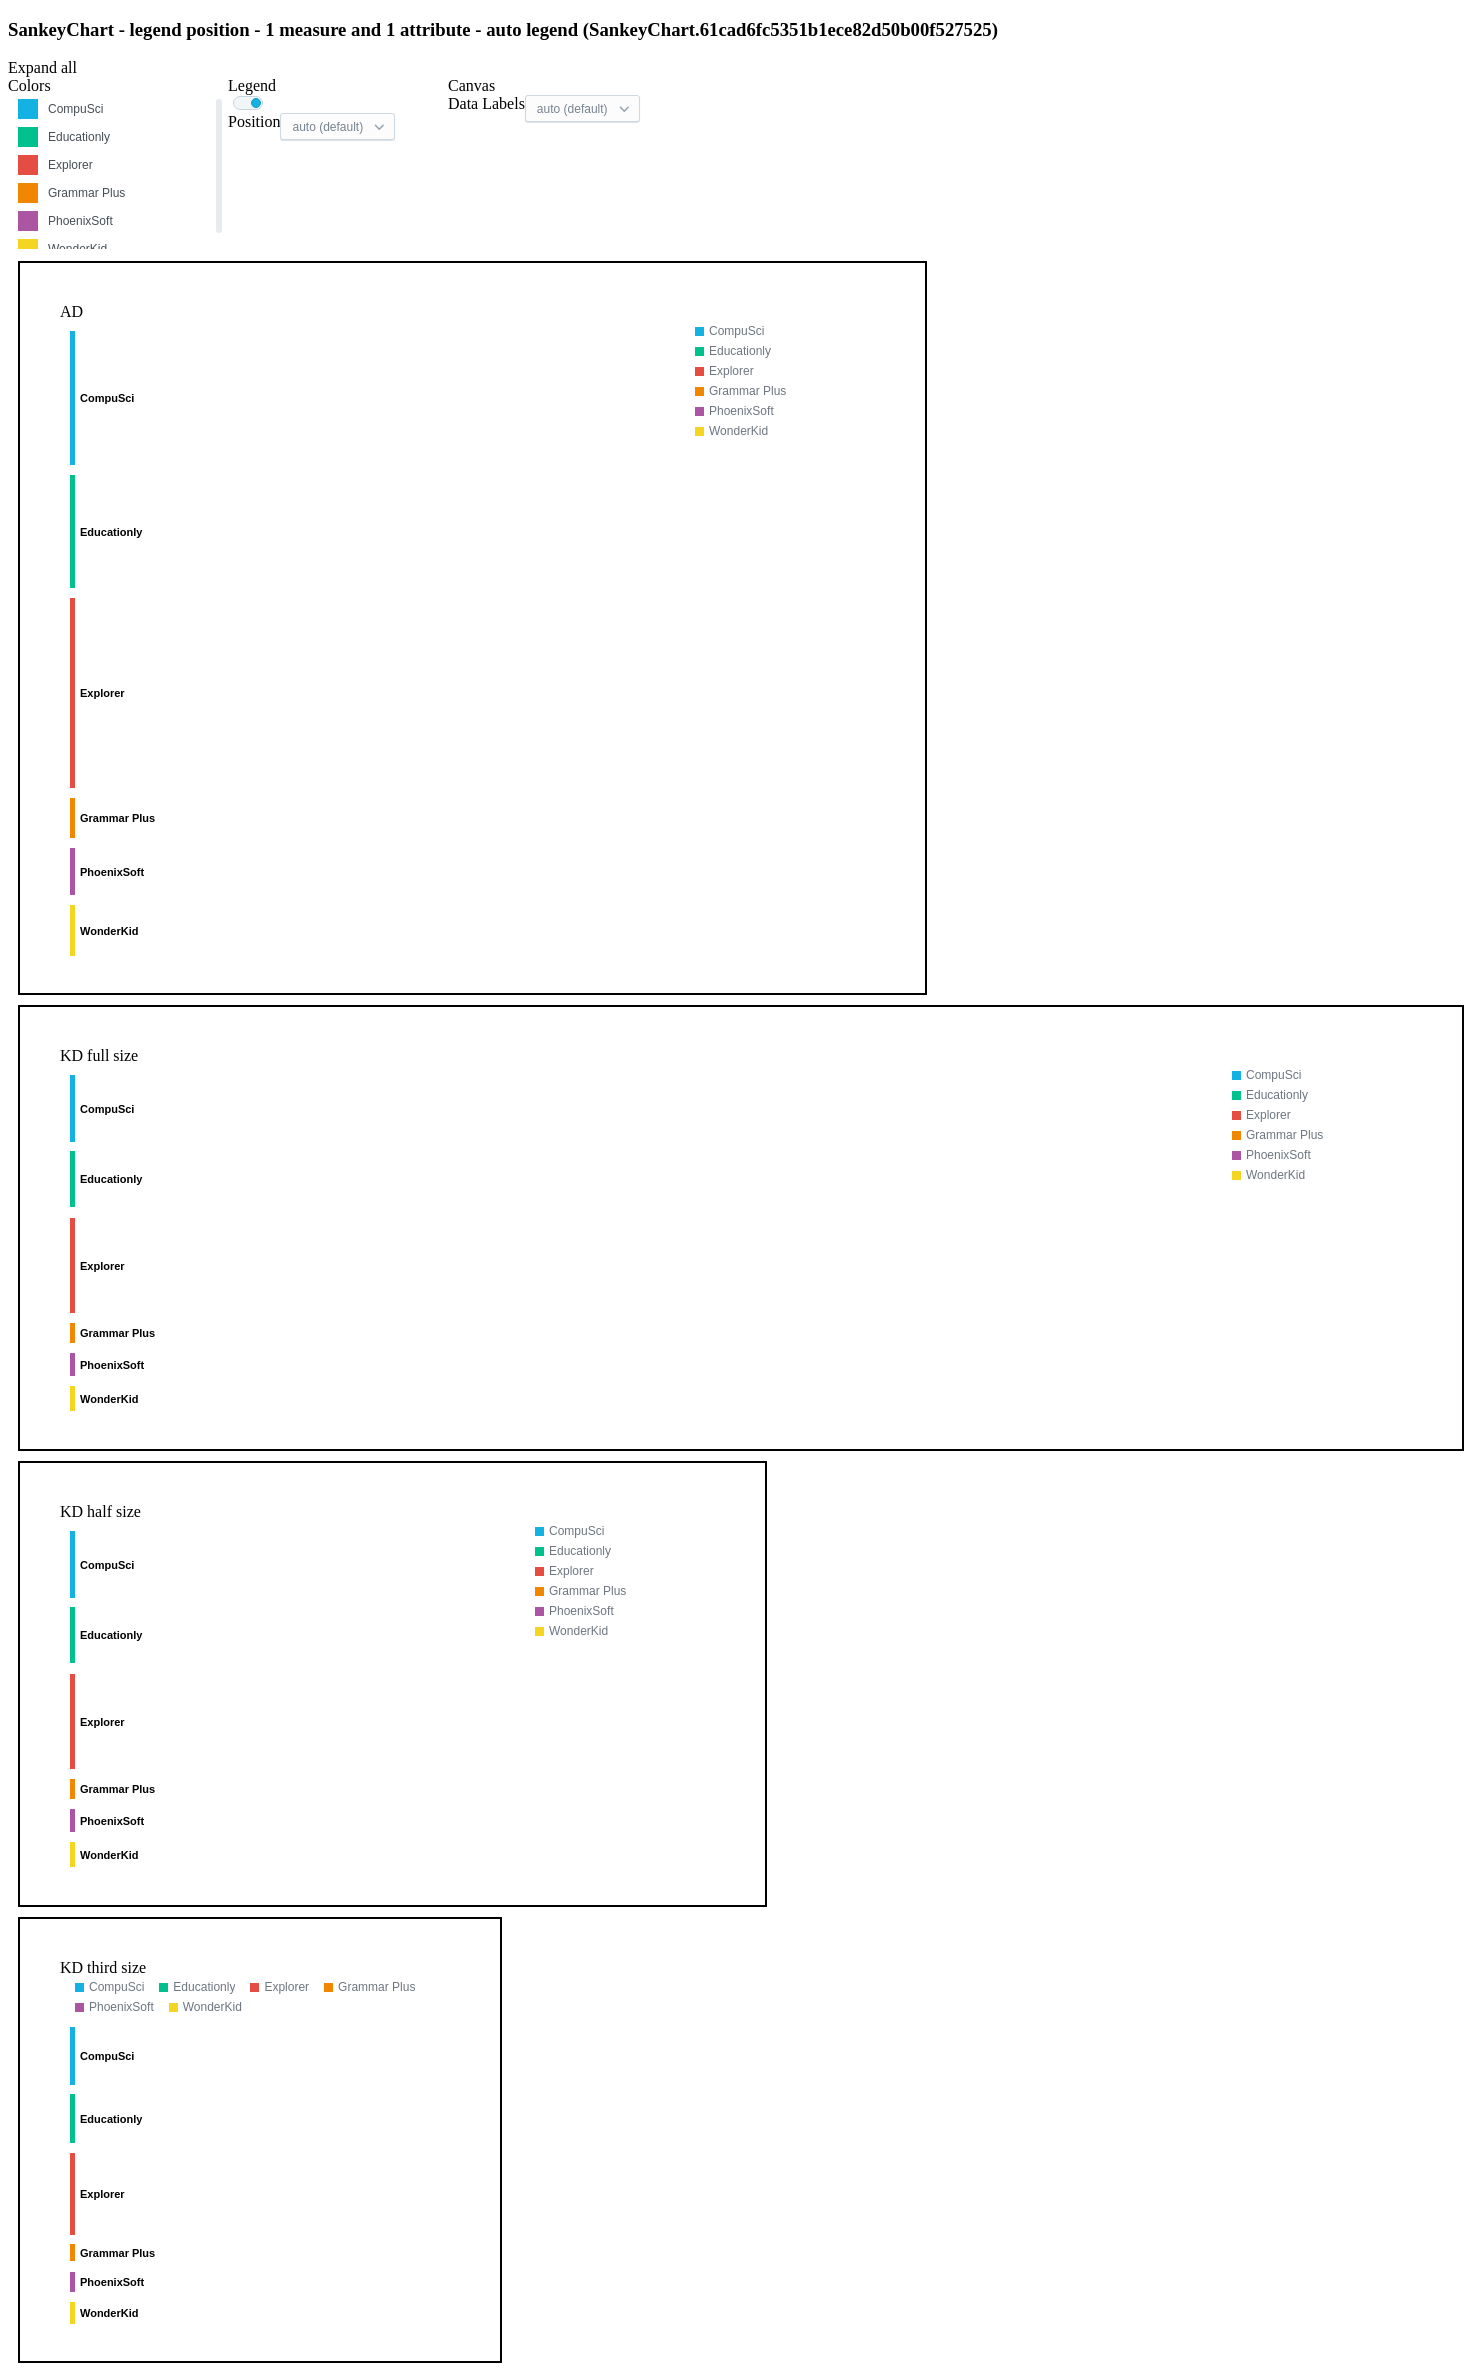 SankeyChart - legend position - 1 measure and 1 attribute - auto legend (SankeyChart.61cad6fc5351b1ece82d50b00f527525)
Expand all
Colors
CompuSci
Educationly
Explorer
Grammar Plus
PhoenixSoft
WonderKid
Legend
Position auto (default)
Canvas
Data Labels auto (default)
AD
CompuSci
Educationly
Explorer
Grammar Plus
PhoenixSoft
WonderKid
CompuSci
Educationly
Explorer
Grammar Plus
PhoenixSoft
WonderKid
KD full size
CompuSci
Educationly
Explorer
Grammar Plus
PhoenixSoft
WonderKid
CompuSci
Educationly
Explorer
Grammar Plus
PhoenixSoft
WonderKid
KD half size
CompuSci
Educationly
Explorer
Grammar Plus
PhoenixSoft
WonderKid
CompuSci
Educationly
Explorer
Grammar Plus
PhoenixSoft
WonderKid
KD third size
CompuSci Educationly Explorer Grammar Plus
PhoenixSoft WonderKid
CompuSci
Educationly
Explorer
Grammar Plus
PhoenixSoft
WonderKid